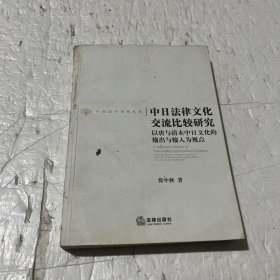 中日法律文化
交流比较研究
以唐与清末中日文化的
输出与输入为视点
张中秋 著
法律出版社